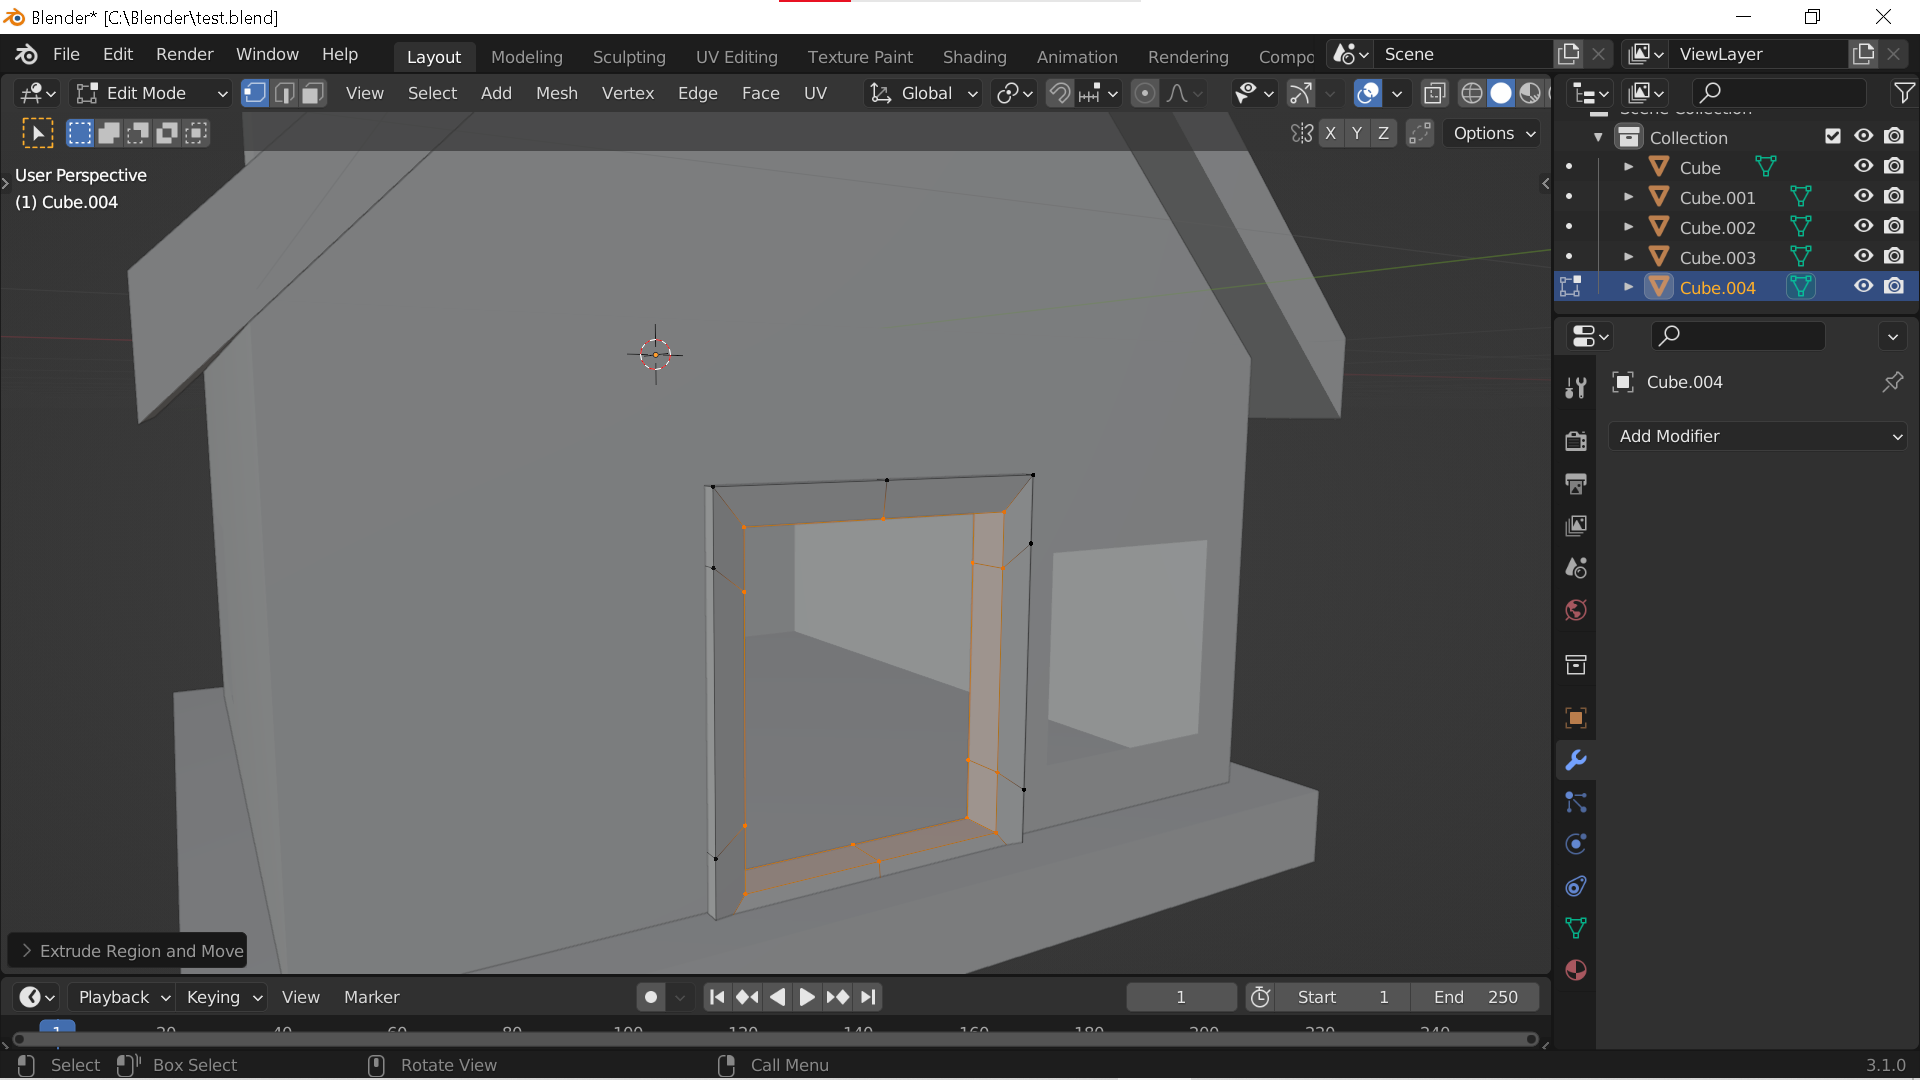 Blender* [C:\Blender\test.blend]
File Edit Render Window Help Layout Modeling Sculpting UV Editing Texture Paint Shading Animation Rendering Compo Scene ViewLayer
Edit Mode View Select Add Mesh Vertex Edge Face UV Global
X Y Z Options
User Perspective
(1) Cube.004
Scene Collection
Collection
Cube
Cube.001
Cube.002
Cube.003
Cube.004
Cube.004
Add Modifier
Extrude Region and Move
Playback Keying View Marker 1 Start 1 End 250
1 20 40 60 80 100 120 140 160 180 200 220 240
Select Box Select Rotate View Call Menu 3.1.0